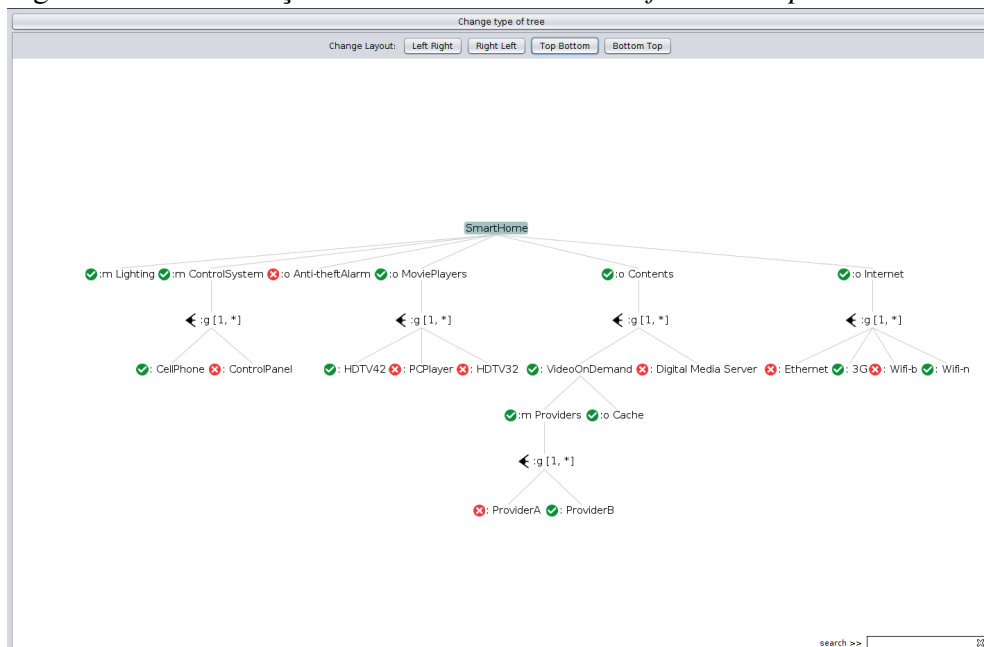 Change type of tree
Change Layout: Left Right Right Left Top Bottom Bottom Top
SmartHome
:m Lighting :m ControlSystem :o Anti-theftAlarm :o MoviePlayers :o Contents :o Internet
:g [1, *] :g [1, *] :g [1, *] :g [1, *]
: CellPhone : ControlPanel : HDTV42 : PCPlayer : HDTV32 : VideoOnDemand : Digital Media Server : Ethernet : 3G : Wifi-b : Wifi-n
:m Providers :o Cache
:g [1, *]
: ProviderA : ProviderB
search >>